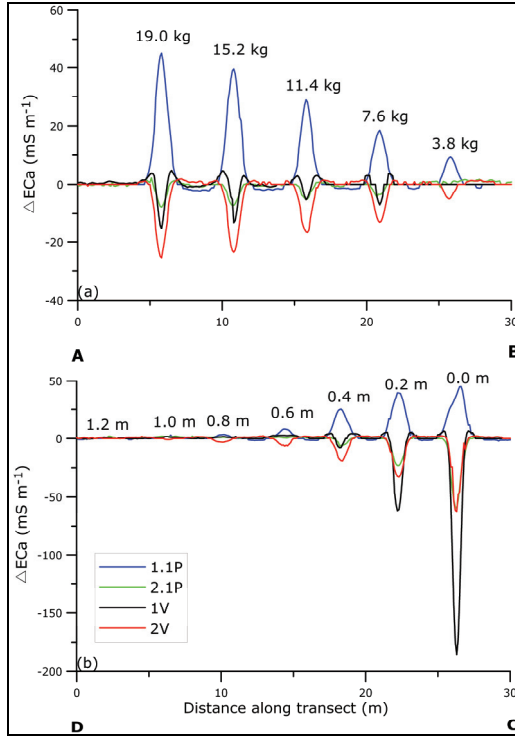 60
40
20
0
-20
-40
△ECa (mS m⁻¹)
19.0 kg
15.2 kg
11.4 kg
7.6 kg
3.8 kg
(a)
0
10
20
30
A
50
0
-50
-100
-150
-200
△ECa (mS m⁻¹)
1.2 m
1.0 m
0.8 m
0.6 m
0.4 m
0.2 m
0.0 m
1.1P
2.1P
1V
2V
(b)
0
10
20
30
Distance along transect (m)
D